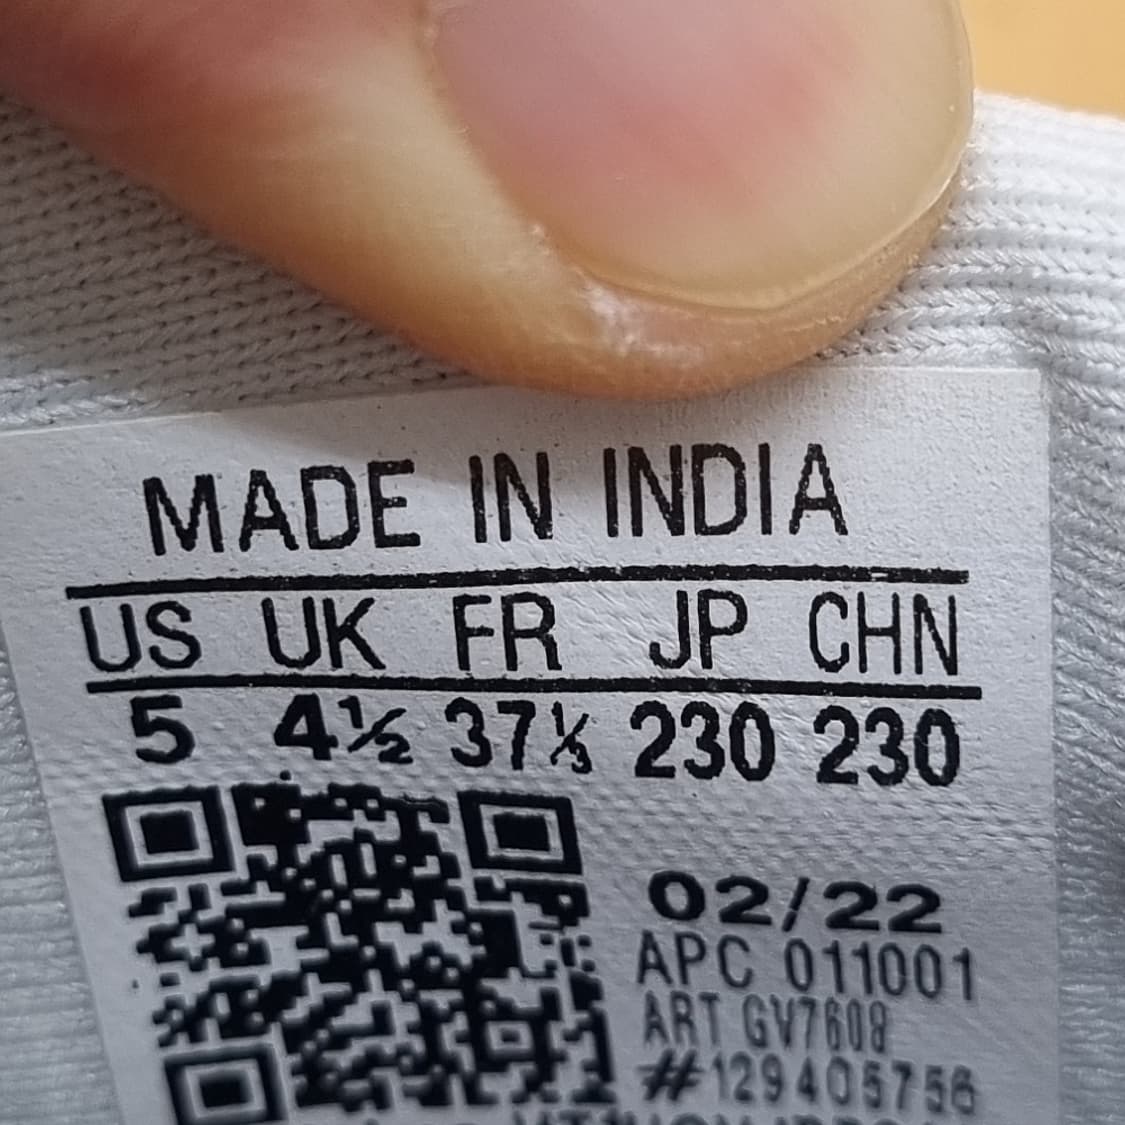 MADE IN INDIA
US UK FR JP CHN
5 4½ 37⅓ 230 230
02/22
APC 011001
ART GV7608
#129405756